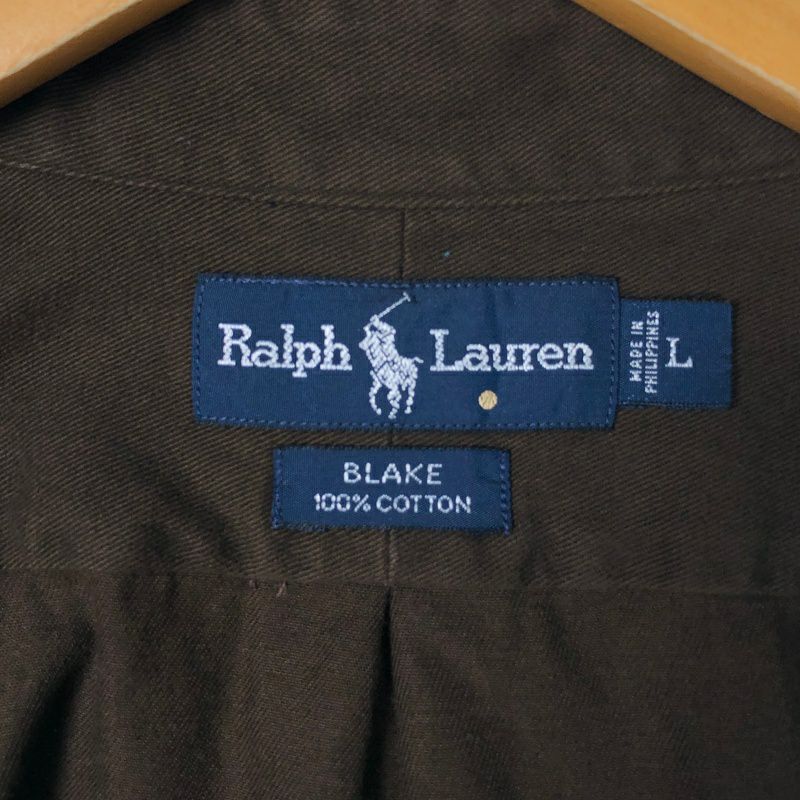 Ralph Lauren
MADE IN
PHILIPPINES
L
BLAKE
100% COTTON